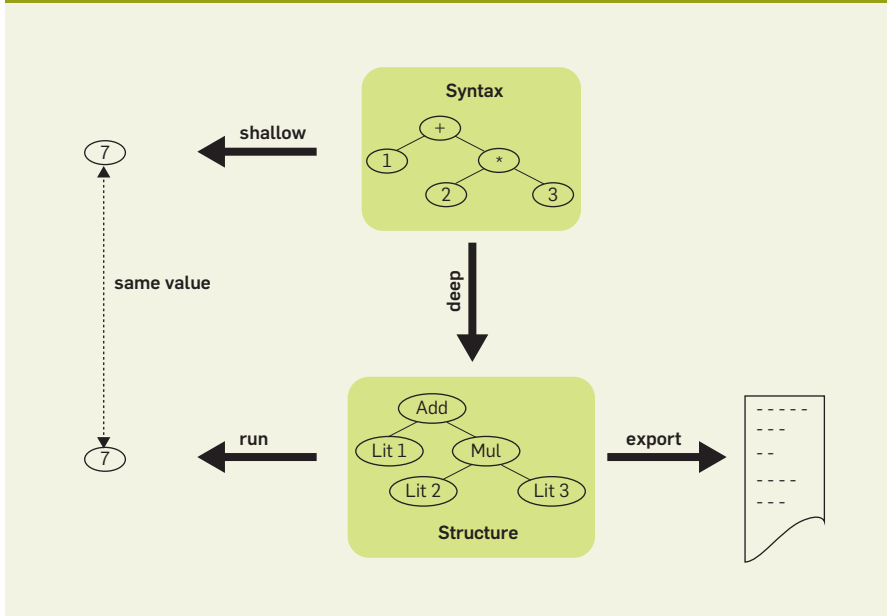 Syntax
+
shallow
7
1
*
2
3
same value
deep
Add
run
Lit 1
Mul
export
7
Lit 2
Lit 3
Structure